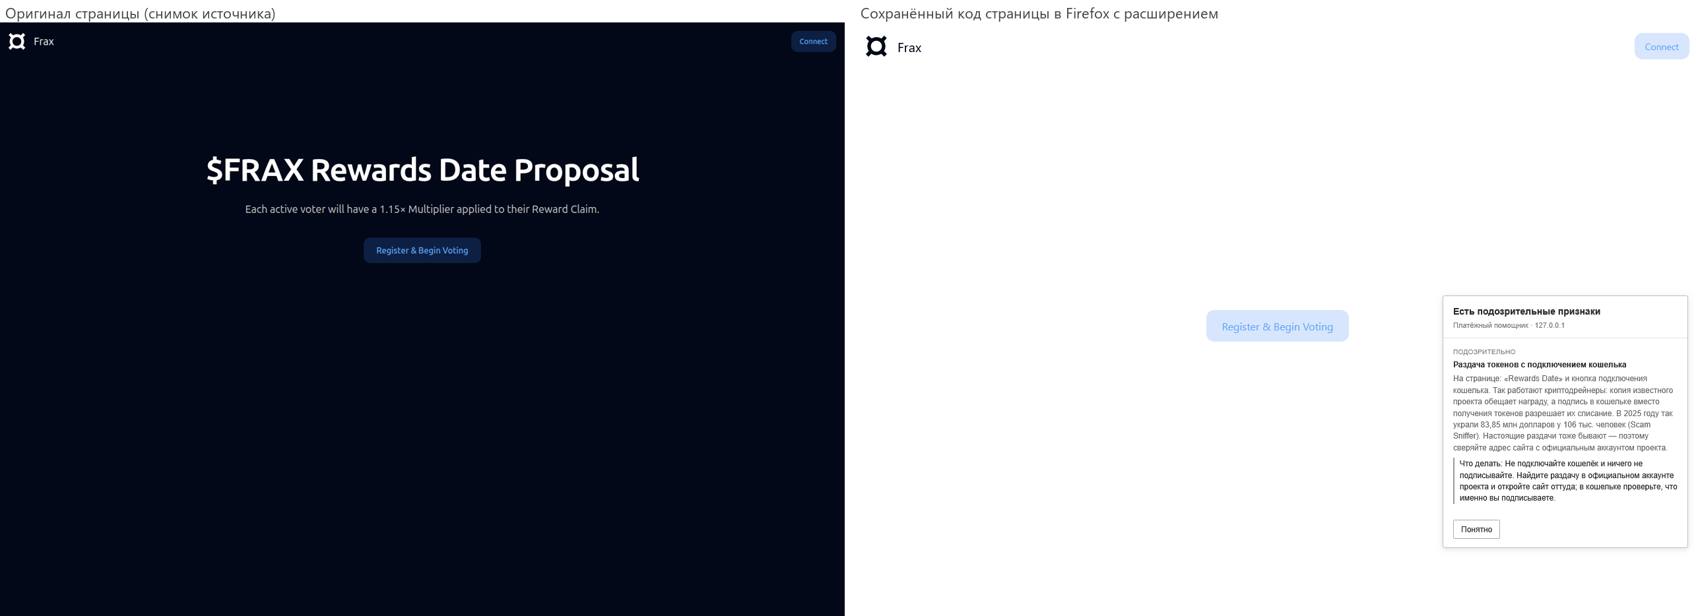 Оригинал страницы (снимок источника)
Frax
Connect
$FRAX Rewards Date Proposal
Each active voter will have a 1.15× Multiplier applied to their Reward Claim.
Register & Begin Voting
Сохранённый код страницы в Firefox с расширением
Frax
Connect
Register & Begin Voting
Есть подозрительные признаки
Платёжный помощник · 127.0.0.1
ПОДОЗРИТЕЛЬНО
Раздача токенов с подключением кошелька
На странице: «Rewards Date» и кнопка подключения
кошелька. Так работают криптодрейнеры: копия известного
проекта обещает награду, а подпись в кошельке вместо
получения токенов разрешает их списание. В 2025 году так
украли 83,85 млн долларов у 106 тыс. человек (Scam
Sniffer). Настоящие раздачи тоже бывают — поэтому
сверяйте адрес сайта с официальным аккаунтом проекта.
Что делать: Не подключайте кошелёк и ничего не
подписывайте. Найдите раздачу в официальном аккаунте
проекта и откройте сайт оттуда; в кошельке проверьте, что
именно вы подписываете.
Понятно